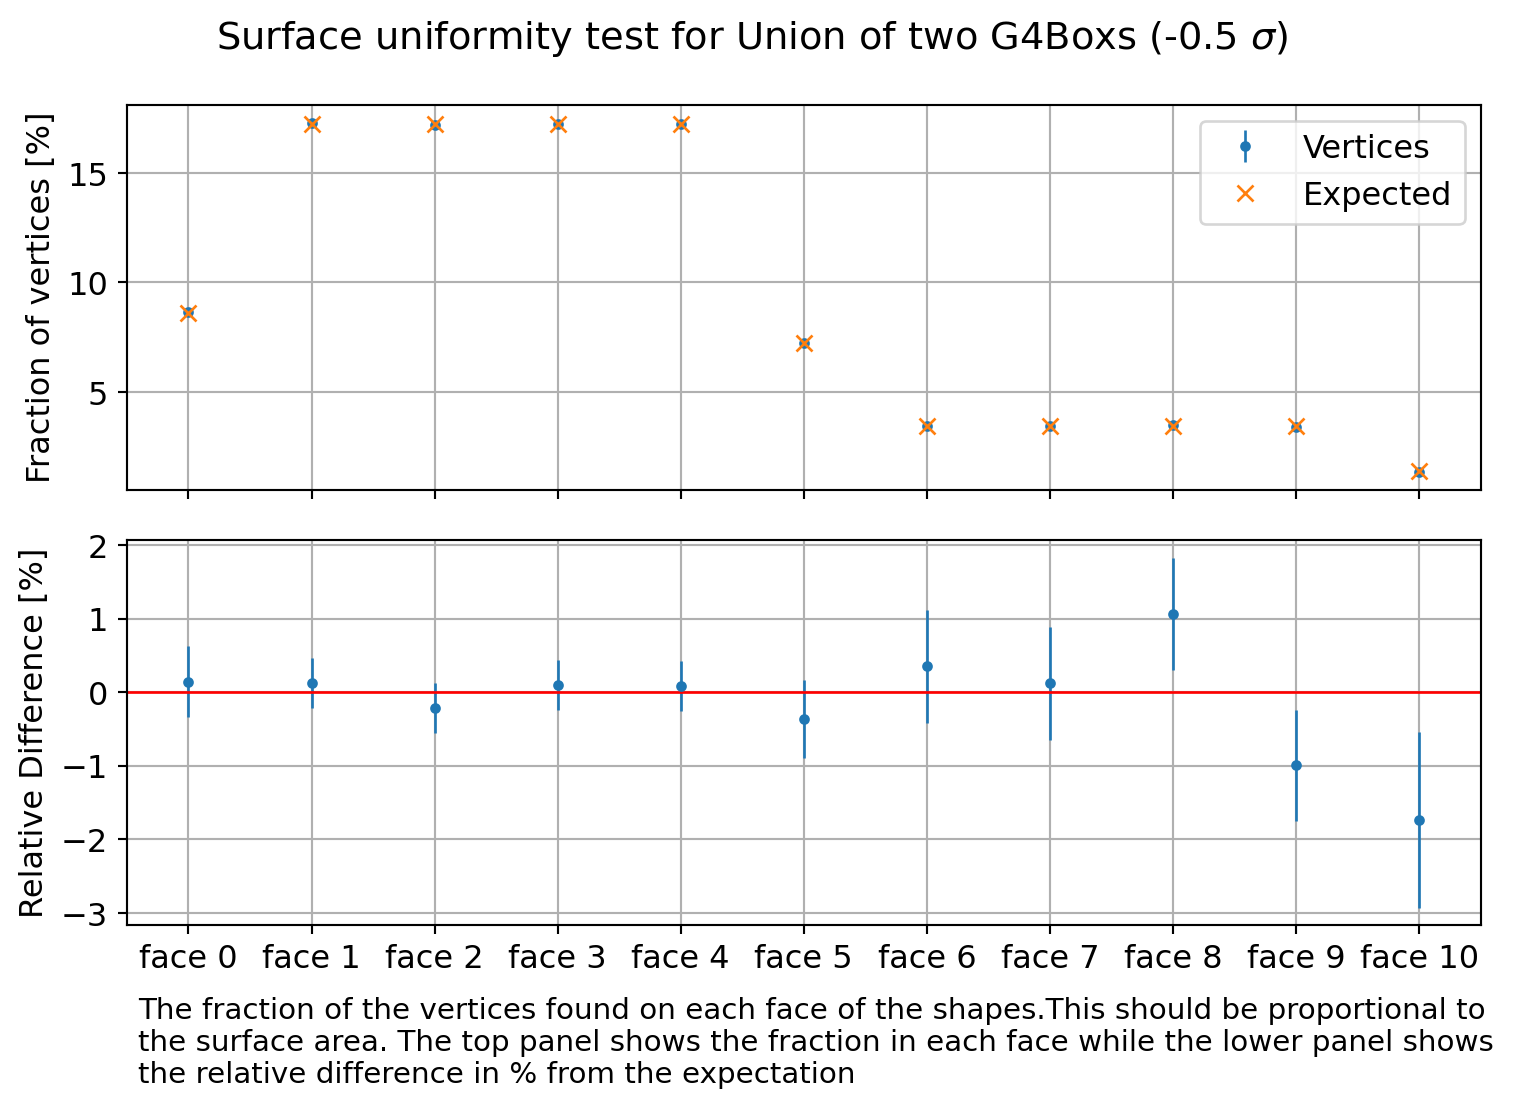 Surface uniformity test for Union of two G4Boxs (-0.5 σ)
Fraction of vertices [%]
15
10
5
Vertices
Expected
Relative Difference [%]
2
1
0
−1
−2
−3
face 0 face 1 face 2 face 3 face 4 face 5 face 6 face 7 face 8 face 9 face 10
The fraction of the vertices found on each face of the shapes.This should be proportional to
the surface area. The top panel shows the fraction in each face while the lower panel shows
the relative difference in % from the expectation